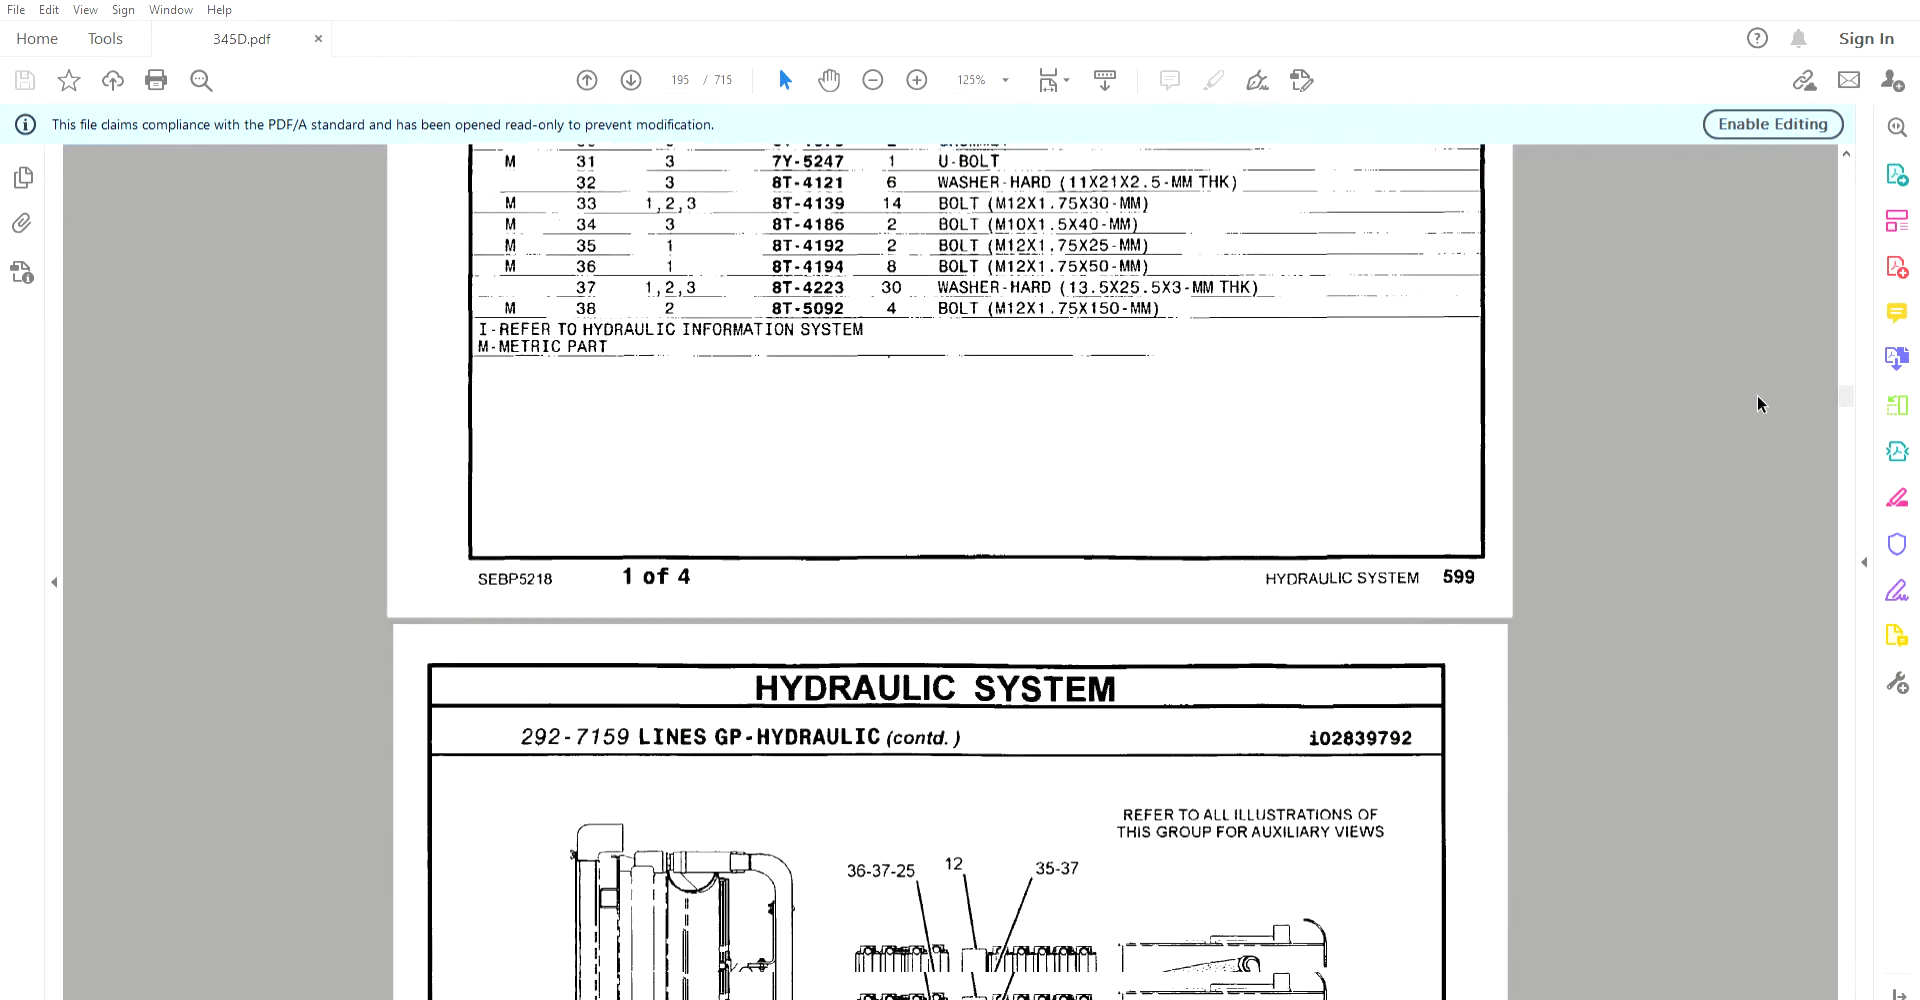 File Edit View Sign Window Help
Home Tools 345D.pdf × Sign In
195 / 715 125%
This file claims compliance with the PDF/A standard and has been opened read-only to prevent modification. Enable Editing
M 31 3 7Y-5247 1 U-BOLT
32 3 8T-4121 6 WASHER-HARD (11X21X2.5-MM THK)
M 33 1,2,3 8T-4139 14 BOLT (M12X1.75X30-MM)
M 34 3 8T-4186 2 BOLT (M10X1.5X40-MM)
M 35 1 8T-4192 2 BOLT (M12X1.75X25-MM)
M 36 1 8T-4194 8 BOLT (M12X1.75X50-MM)
37 1,2,3 8T-4223 30 WASHER-HARD (13.5X25.5X3-MM THK)
M 38 2 8T-5092 4 BOLT (M12X1.75X150-MM)
I-REFER TO HYDRAULIC INFORMATION SYSTEM
M-METRIC PART
SEBP5218 1 of 4 HYDRAULIC SYSTEM 599
HYDRAULIC SYSTEM
292-7159 LINES GP-HYDRAULIC (contd.) i02839792
REFER TO ALL ILLUSTRATIONS OF
THIS GROUP FOR AUXILIARY VIEWS
36-37-25 12 35-37